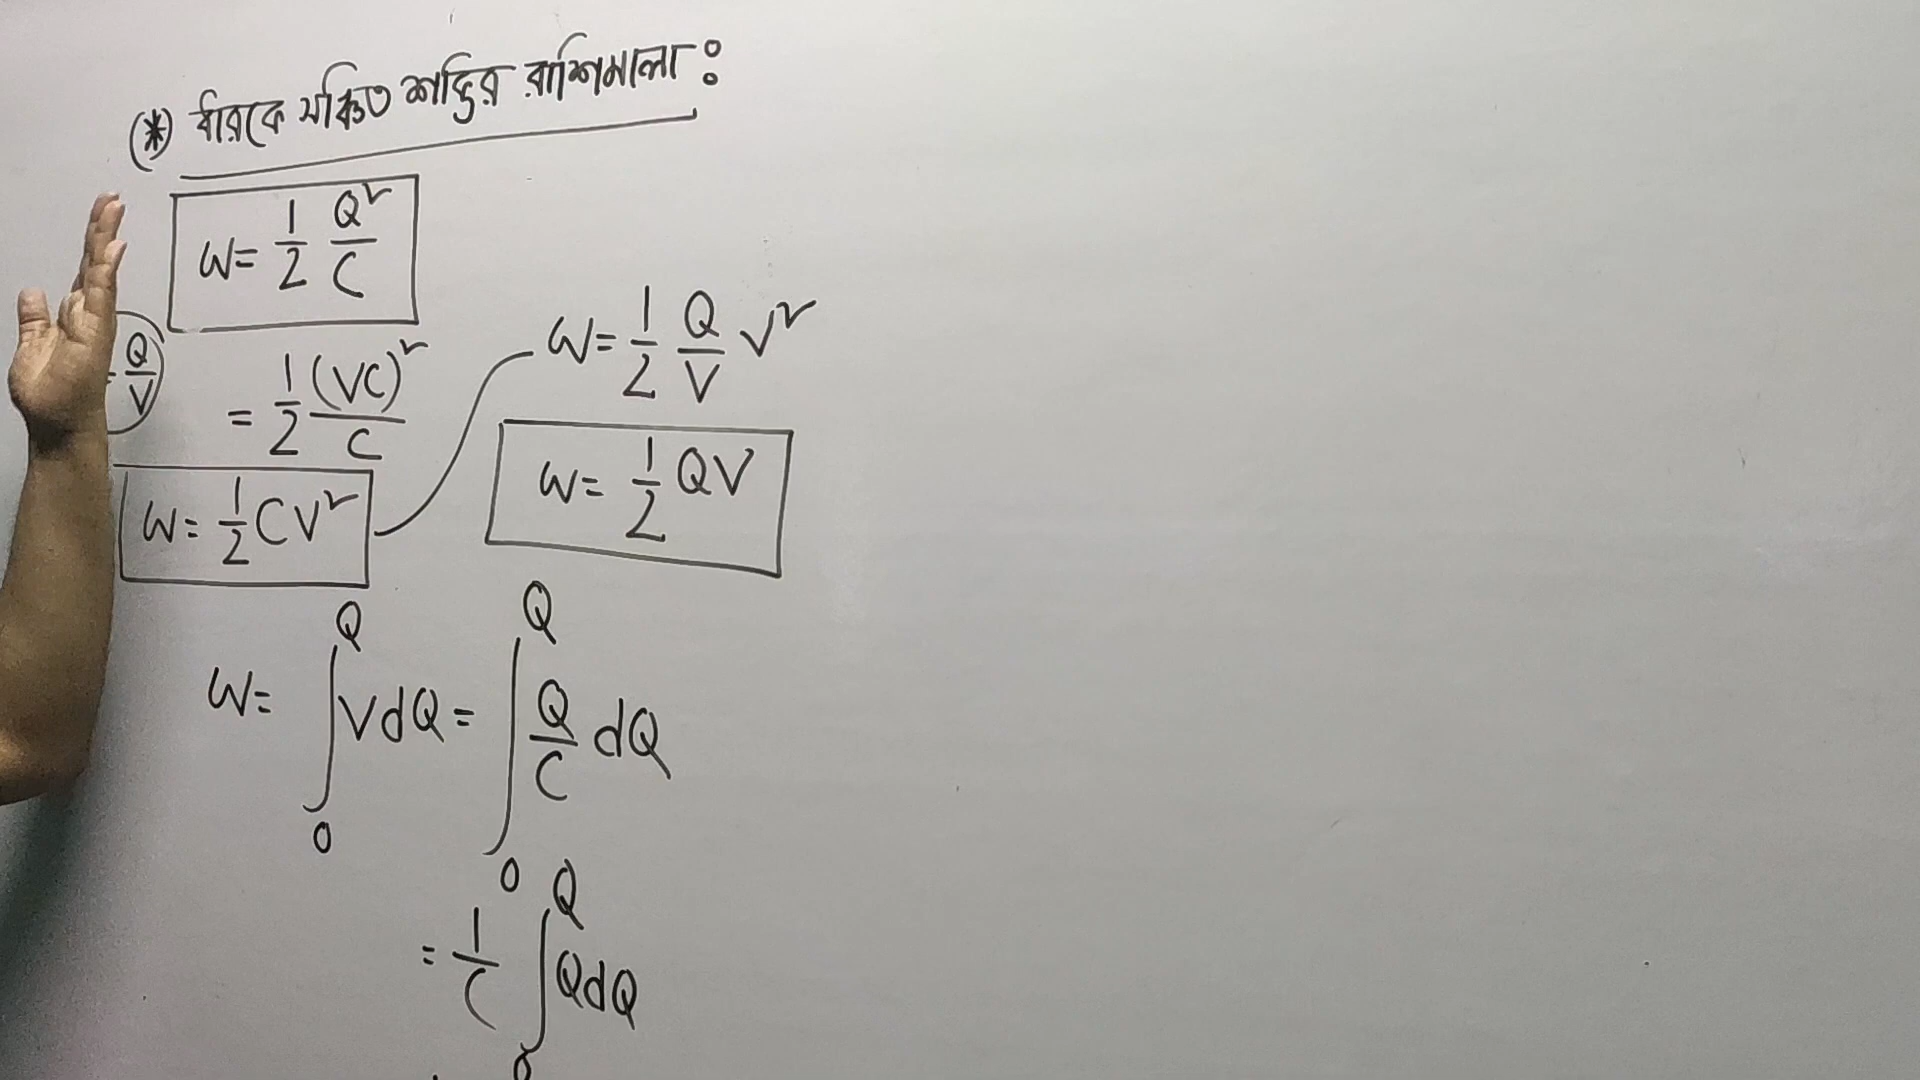 (*) ধারকে সঞ্চিত শক্তির রাশিমালা :
W = 1/2 Q²/C
= Q/V
= 1/2 (VC)²/C
W = 1/2 CV²
W = 1/2 Q/V V²
W = 1/2 QV
W = ∫₀^Q V dQ = ∫₀^Q Q/C dQ
= 1/C ∫₀^Q Q dQ